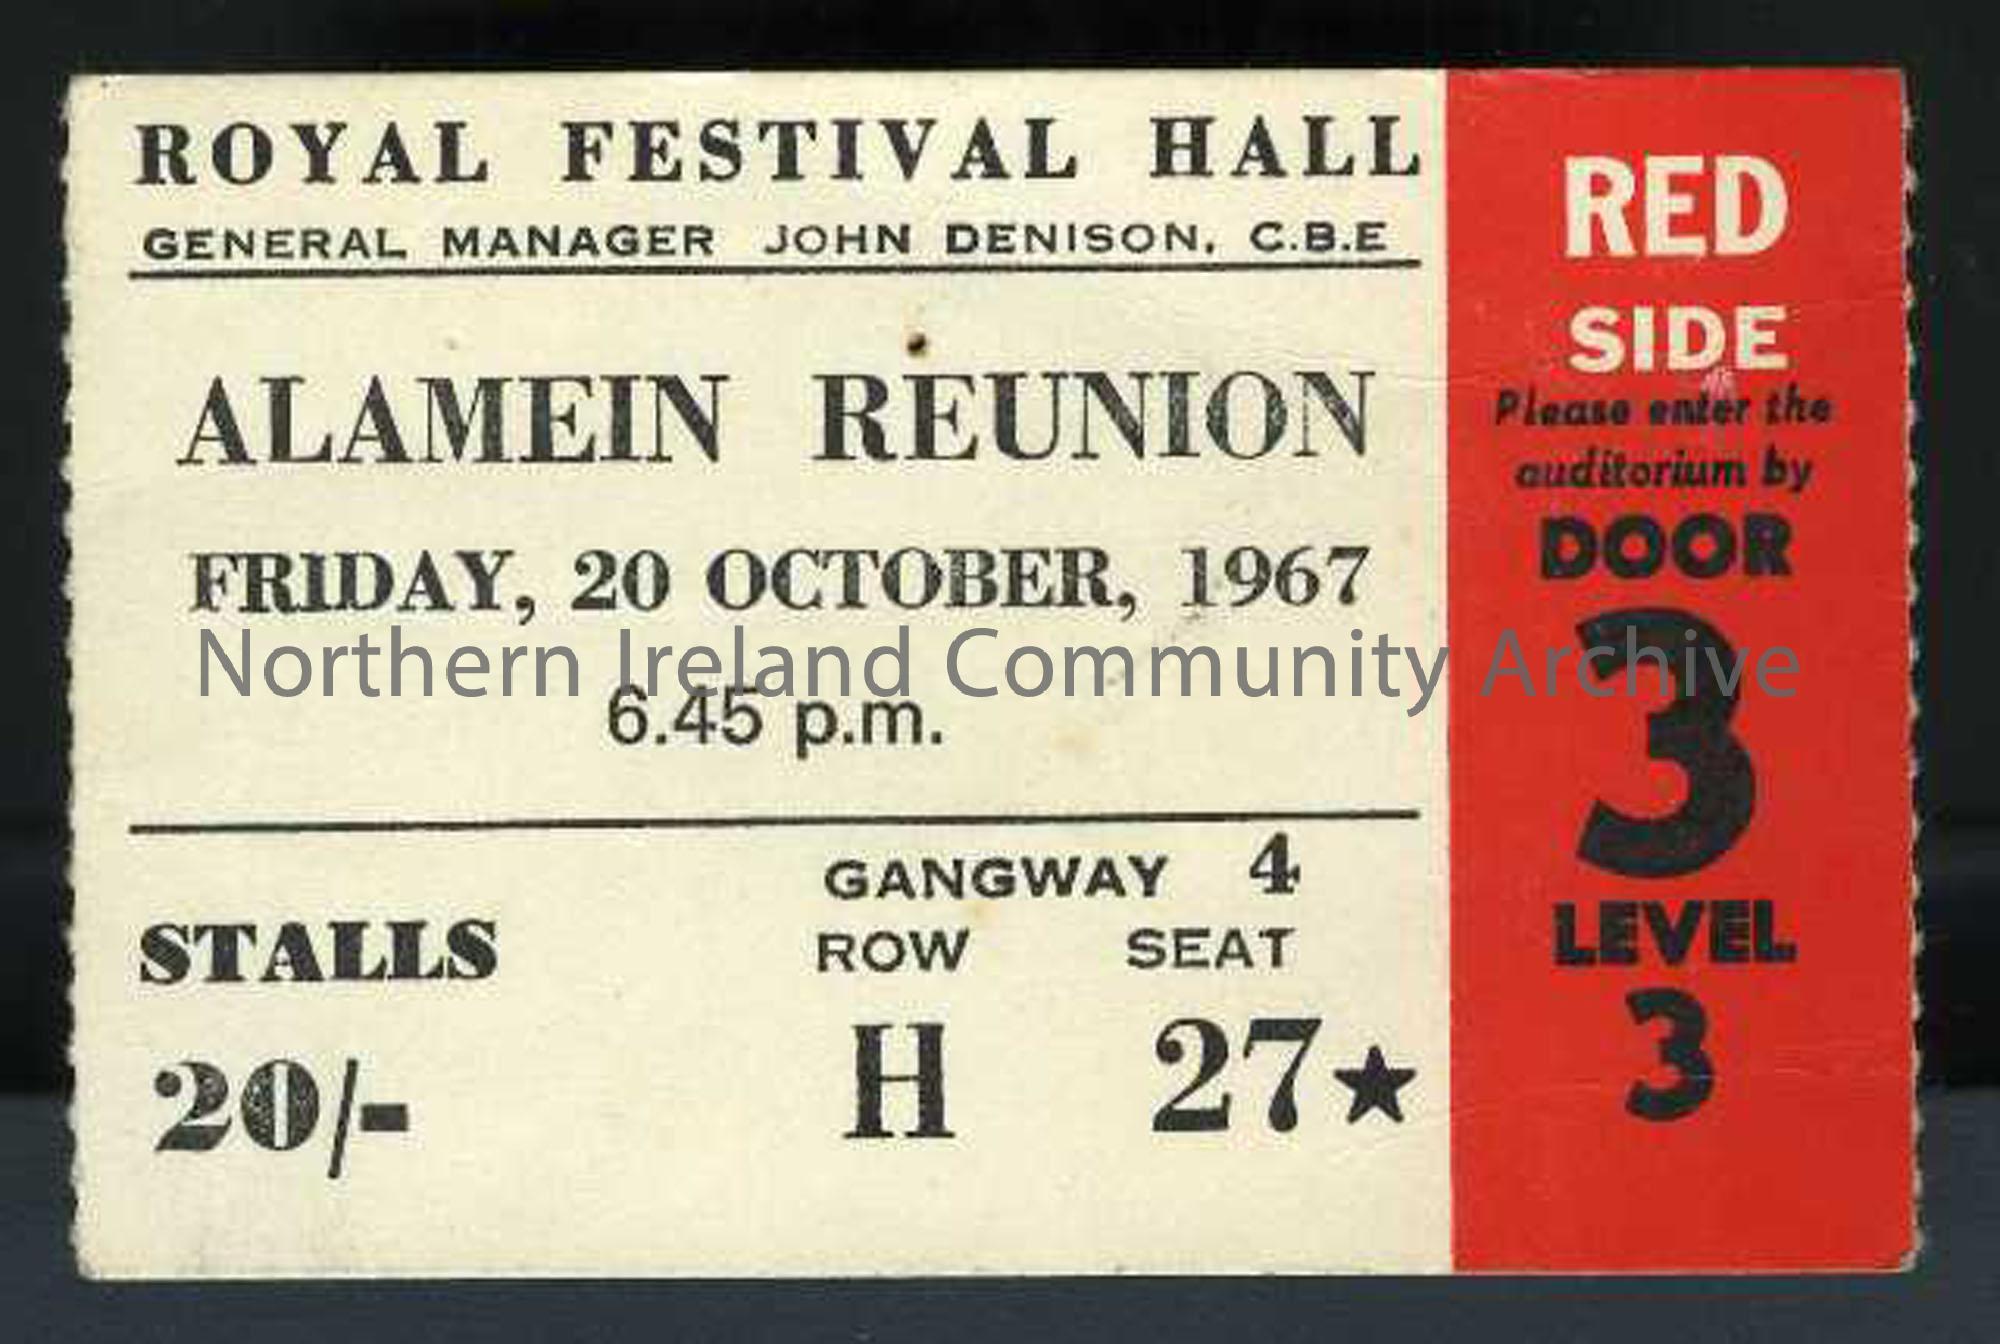 ROYAL FESTIVAL HALL
GENERAL MANAGER JOHN DENISON, C.B.E
ALAMEIN REUNION
FRIDAY, 20 OCTOBER, 1967
Northern Ireland Community Archive
6.45 p.m.
GANGWAY 4
STALLS
ROW SEAT
20/- H 27★
RED
SIDE
Please enter the
auditorium by
DOOR
3
LEVEL
3